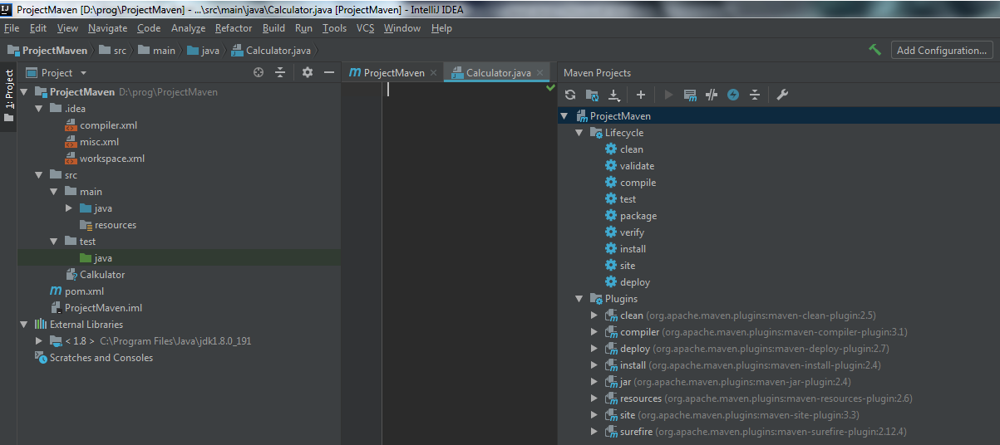 ProjectMaven [D:\prog\ProjectMaven] - ...\src\main\java\Calculator.java [ProjectMaven] - IntelliJ IDEA
File Edit View Navigate Code Analyze Refactor Build Run Tools VCS Window Help
ProjectMaven src main java Calculator.java Add Configuration...
1: Project
Project
ProjectMaven D:\prog\ProjectMaven
.idea
compiler.xml
misc.xml
workspace.xml
src
main
java
resources
test
java
Calkulator
pom.xml
ProjectMaven.iml
External Libraries
< 1.8 > C:\Program Files\Java\jdk1.8.0_191
Scratches and Consoles
ProjectMaven Calculator.java
Maven Projects
ProjectMaven
Lifecycle
clean
validate
compile
test
package
verify
install
site
deploy
Plugins
clean (org.apache.maven.plugins:maven-clean-plugin:2.5)
compiler (org.apache.maven.plugins:maven-compiler-plugin:3.1)
deploy (org.apache.maven.plugins:maven-deploy-plugin:2.7)
install (org.apache.maven.plugins:maven-install-plugin:2.4)
jar (org.apache.maven.plugins:maven-jar-plugin:2.4)
resources (org.apache.maven.plugins:maven-resources-plugin:2.6)
site (org.apache.maven.plugins:maven-site-plugin:3.3)
surefire (org.apache.maven.plugins:maven-surefire-plugin:2.12.4)